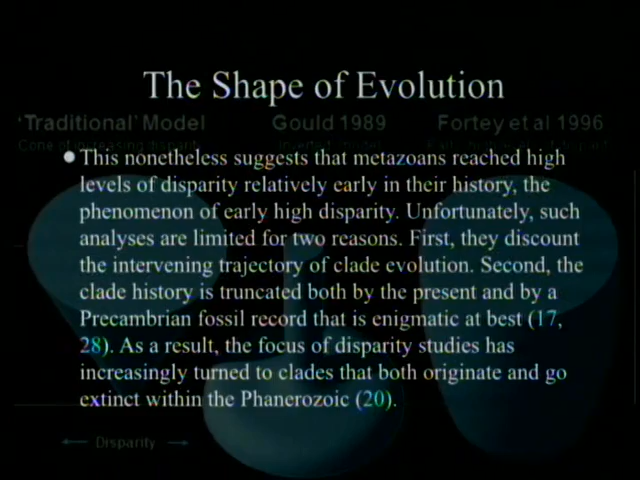 The Shape of Evolution
'Traditional' Model Gould 1989 Fortey et al 1996
Cone of increasing disparity
• This nonetheless suggests that metazoans reached high
levels of disparity relatively early in their history, the
phenomenon of early high disparity. Unfortunately, such
analyses are limited for two reasons. First, they discount
the intervening trajectory of clade evolution. Second, the
clade history is truncated both by the present and by a
Precambrian fossil record that is enigmatic at best (17,
28). As a result, the focus of disparity studies has
increasingly turned to clades that both originate and go
extinct within the Phanerozoic (20).
Disparity